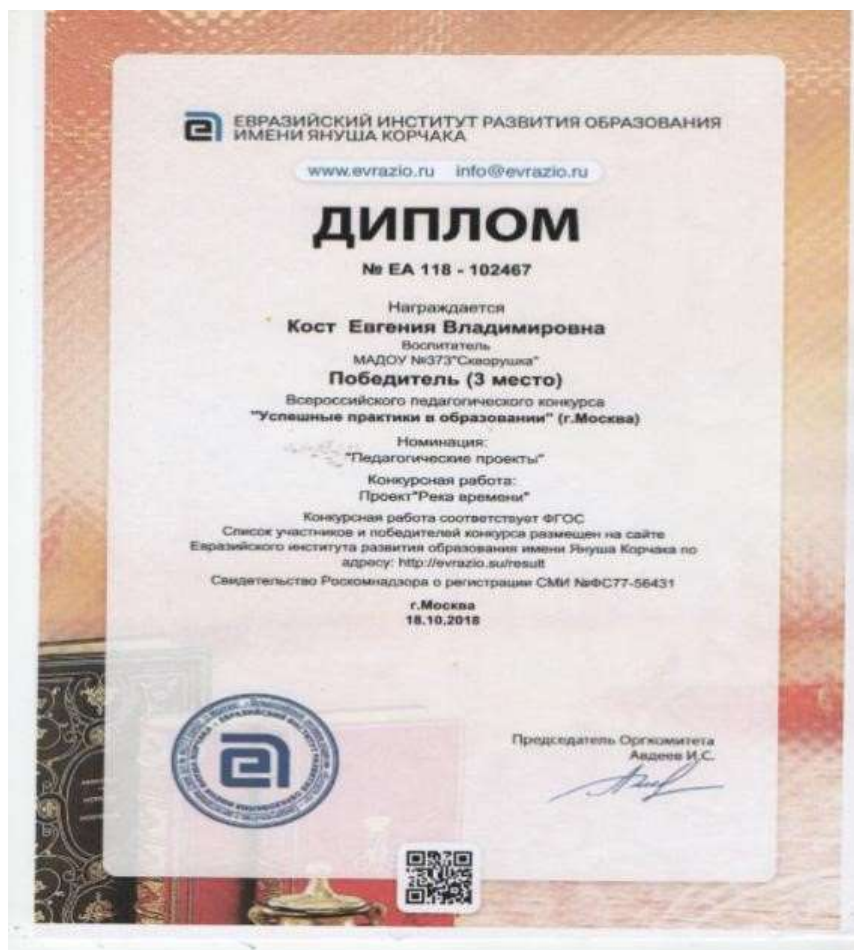 ЕВРАЗИЙСКИЙ ИНСТИТУТ РАЗВИТИЯ ОБРАЗОВАНИЯ
ИМЕНИ ЯНУША КОРЧАКА
www.evrazio.ru info@evrazio.ru
ДИПЛОМ
№ ЕА 118 - 102467
Награждается
Кост Евгения Владимировна
Воспитатель
МАДОУ №373"Скворушка"
Победитель (3 место)
Всероссийского педагогического конкурса
"Успешные практики в образовании" (г.Москва)
Номинация:
"Педагогические проекты"
Конкурсная работа:
Проект"Река времени"
Конкурсная работа соответствует ФГОС
Список участников и победителей конкурса размещен на сайте
Евразийского института развития образования имени Януша Корчака по
адресу: http://evrazio.su/result
Свидетельство Роскомнадзора о регистрации СМИ №ФС77-56431
г.Москва
18.10.2018
Председатель Оргкомитета
Авдеев И.С.